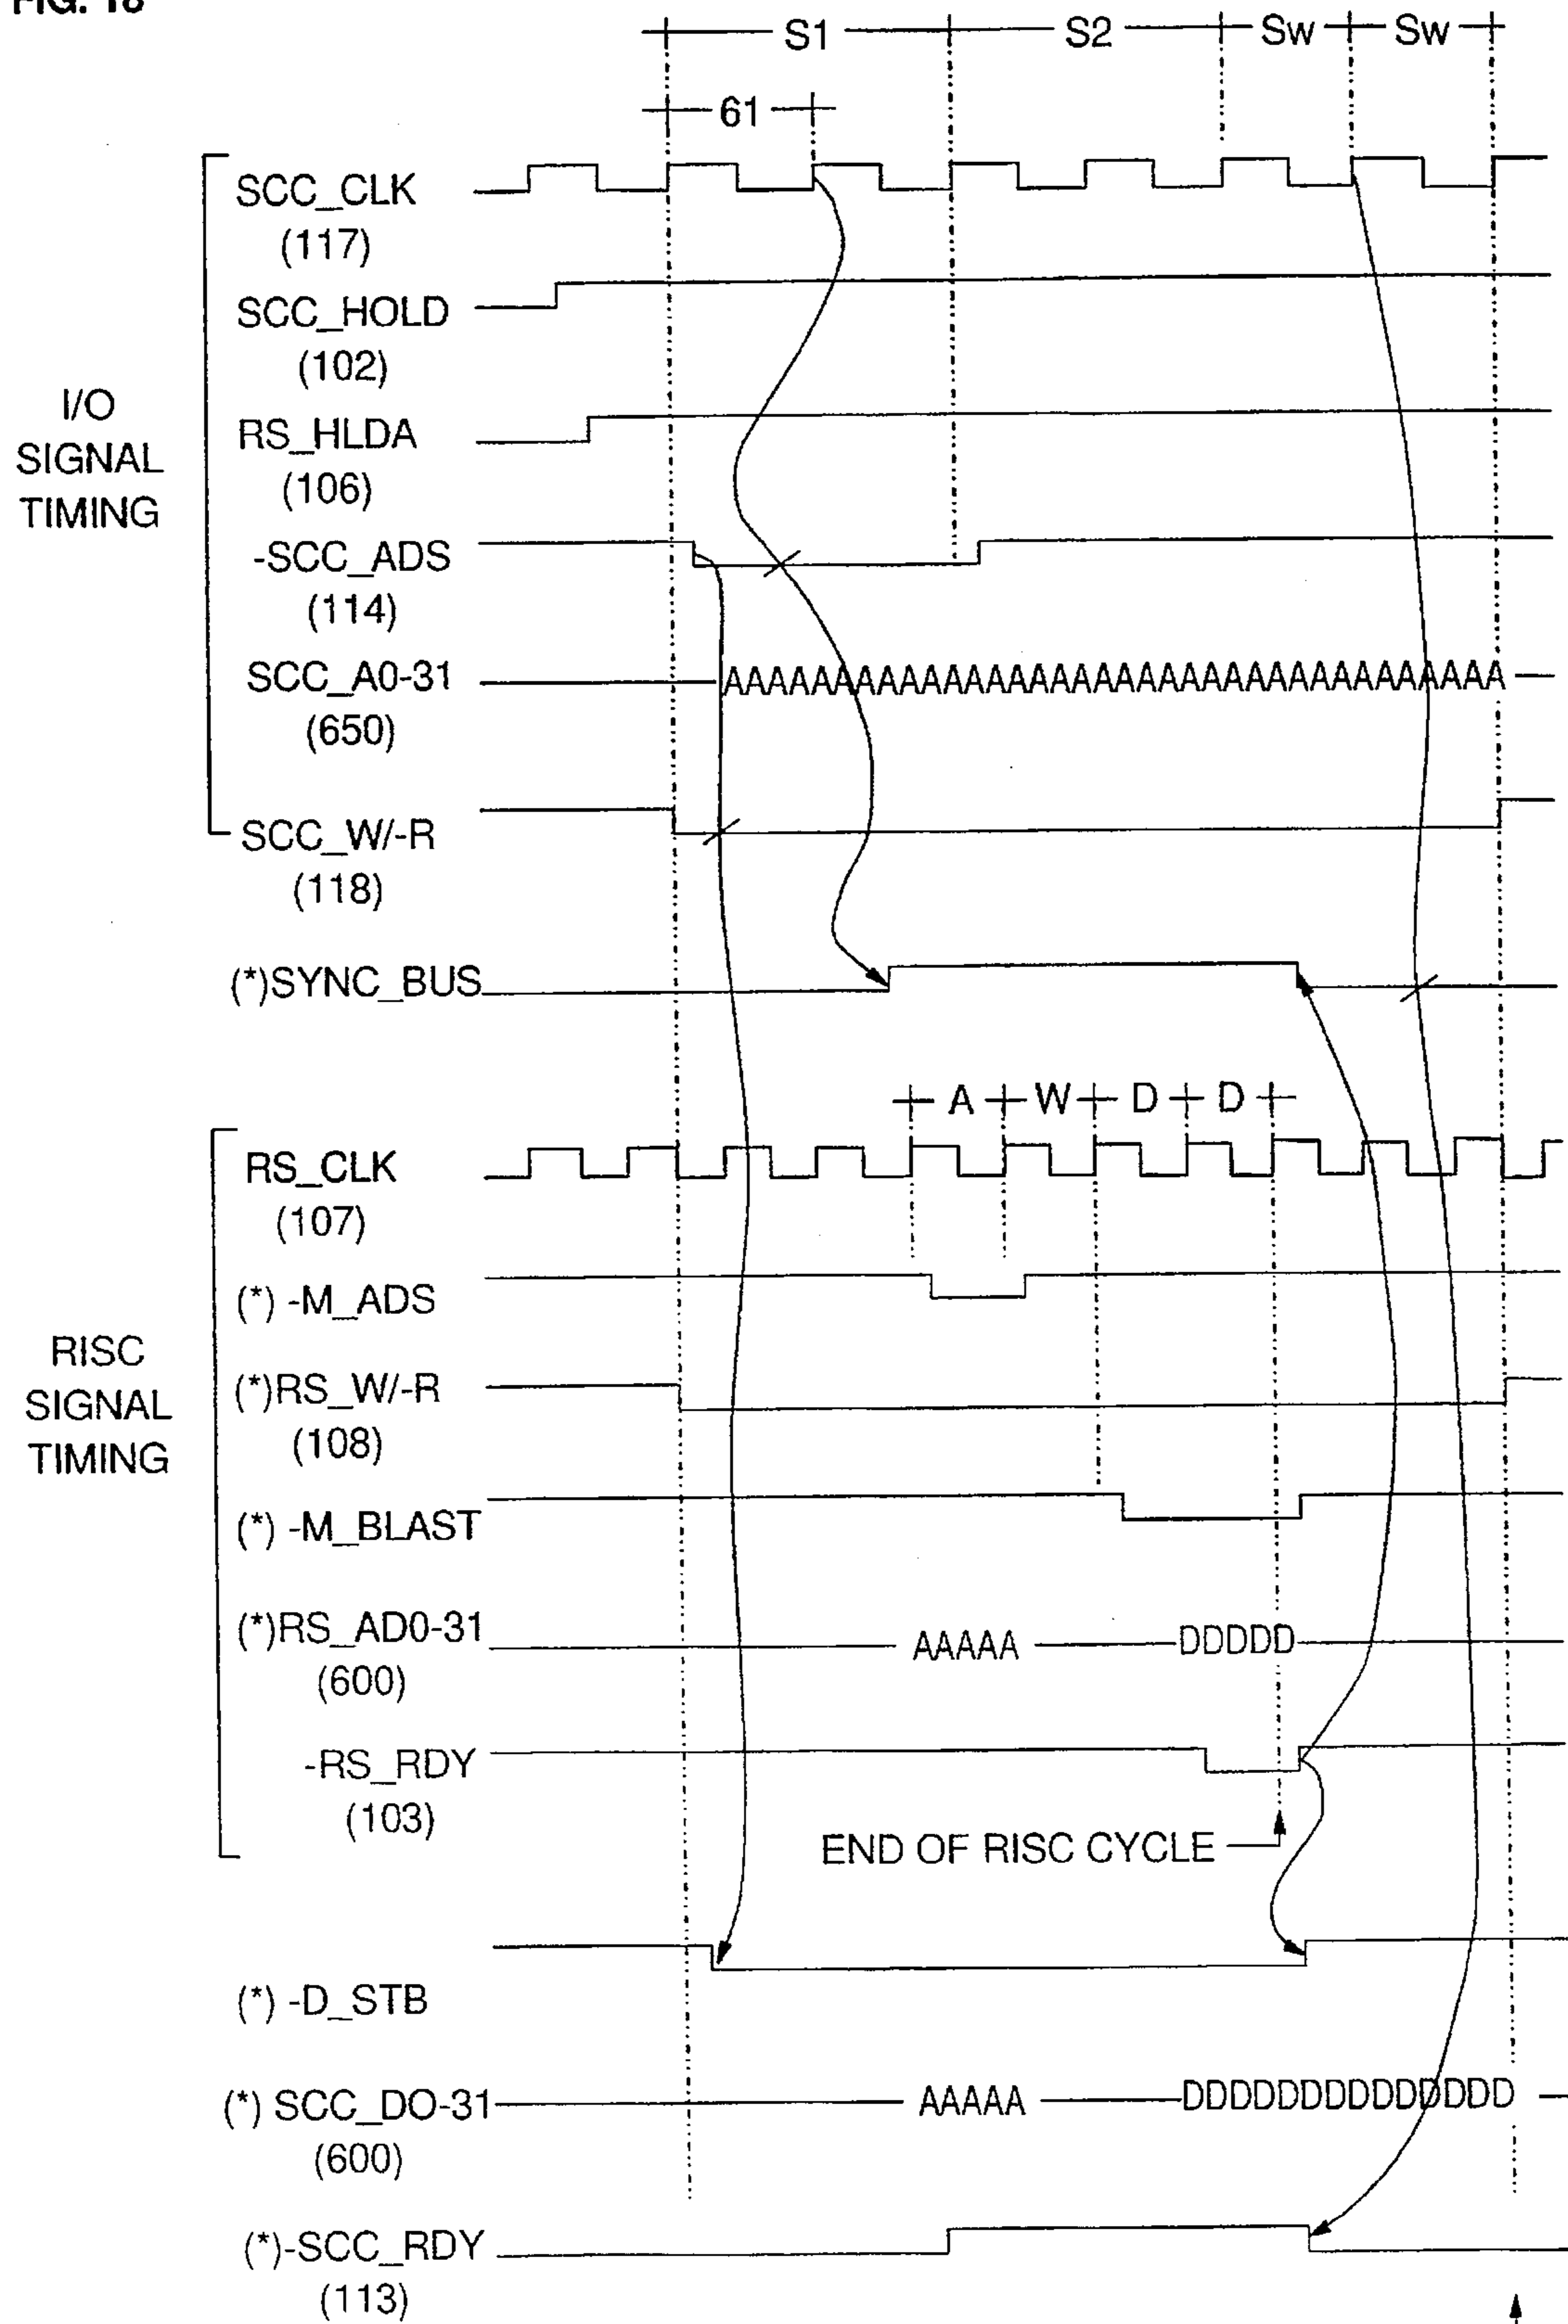 FIG. 18
S1 S2 Sw Sw
61
SCC_CLK
(117)
SCC_HOLD
(102)
I/O
SIGNAL
TIMING
RS_HLDA
(106)
-SCC_ADS
(114)
SCC_A0-31 AAAAAAAAAAAAAAAAAAAAAAAAAAAAAAAAAAA
(650)
SCC_W/-R
(118)
(*)SYNC_BUS
A W D D
RS_CLK
(107)
(*) -M_ADS
RISC
SIGNAL
TIMING
(*)RS_W/-R
(108)
(*) -M_BLAST
(*)RS_AD0-31 AAAAA DDDDD
(600)
-RS_RDY
(103)
END OF RISC CYCLE
(*) -D_STB
(*) SCC_DO-31 AAAAA DDDDDDDDDDDDDDD
(600)
(*)-SCC_RDY
(113)